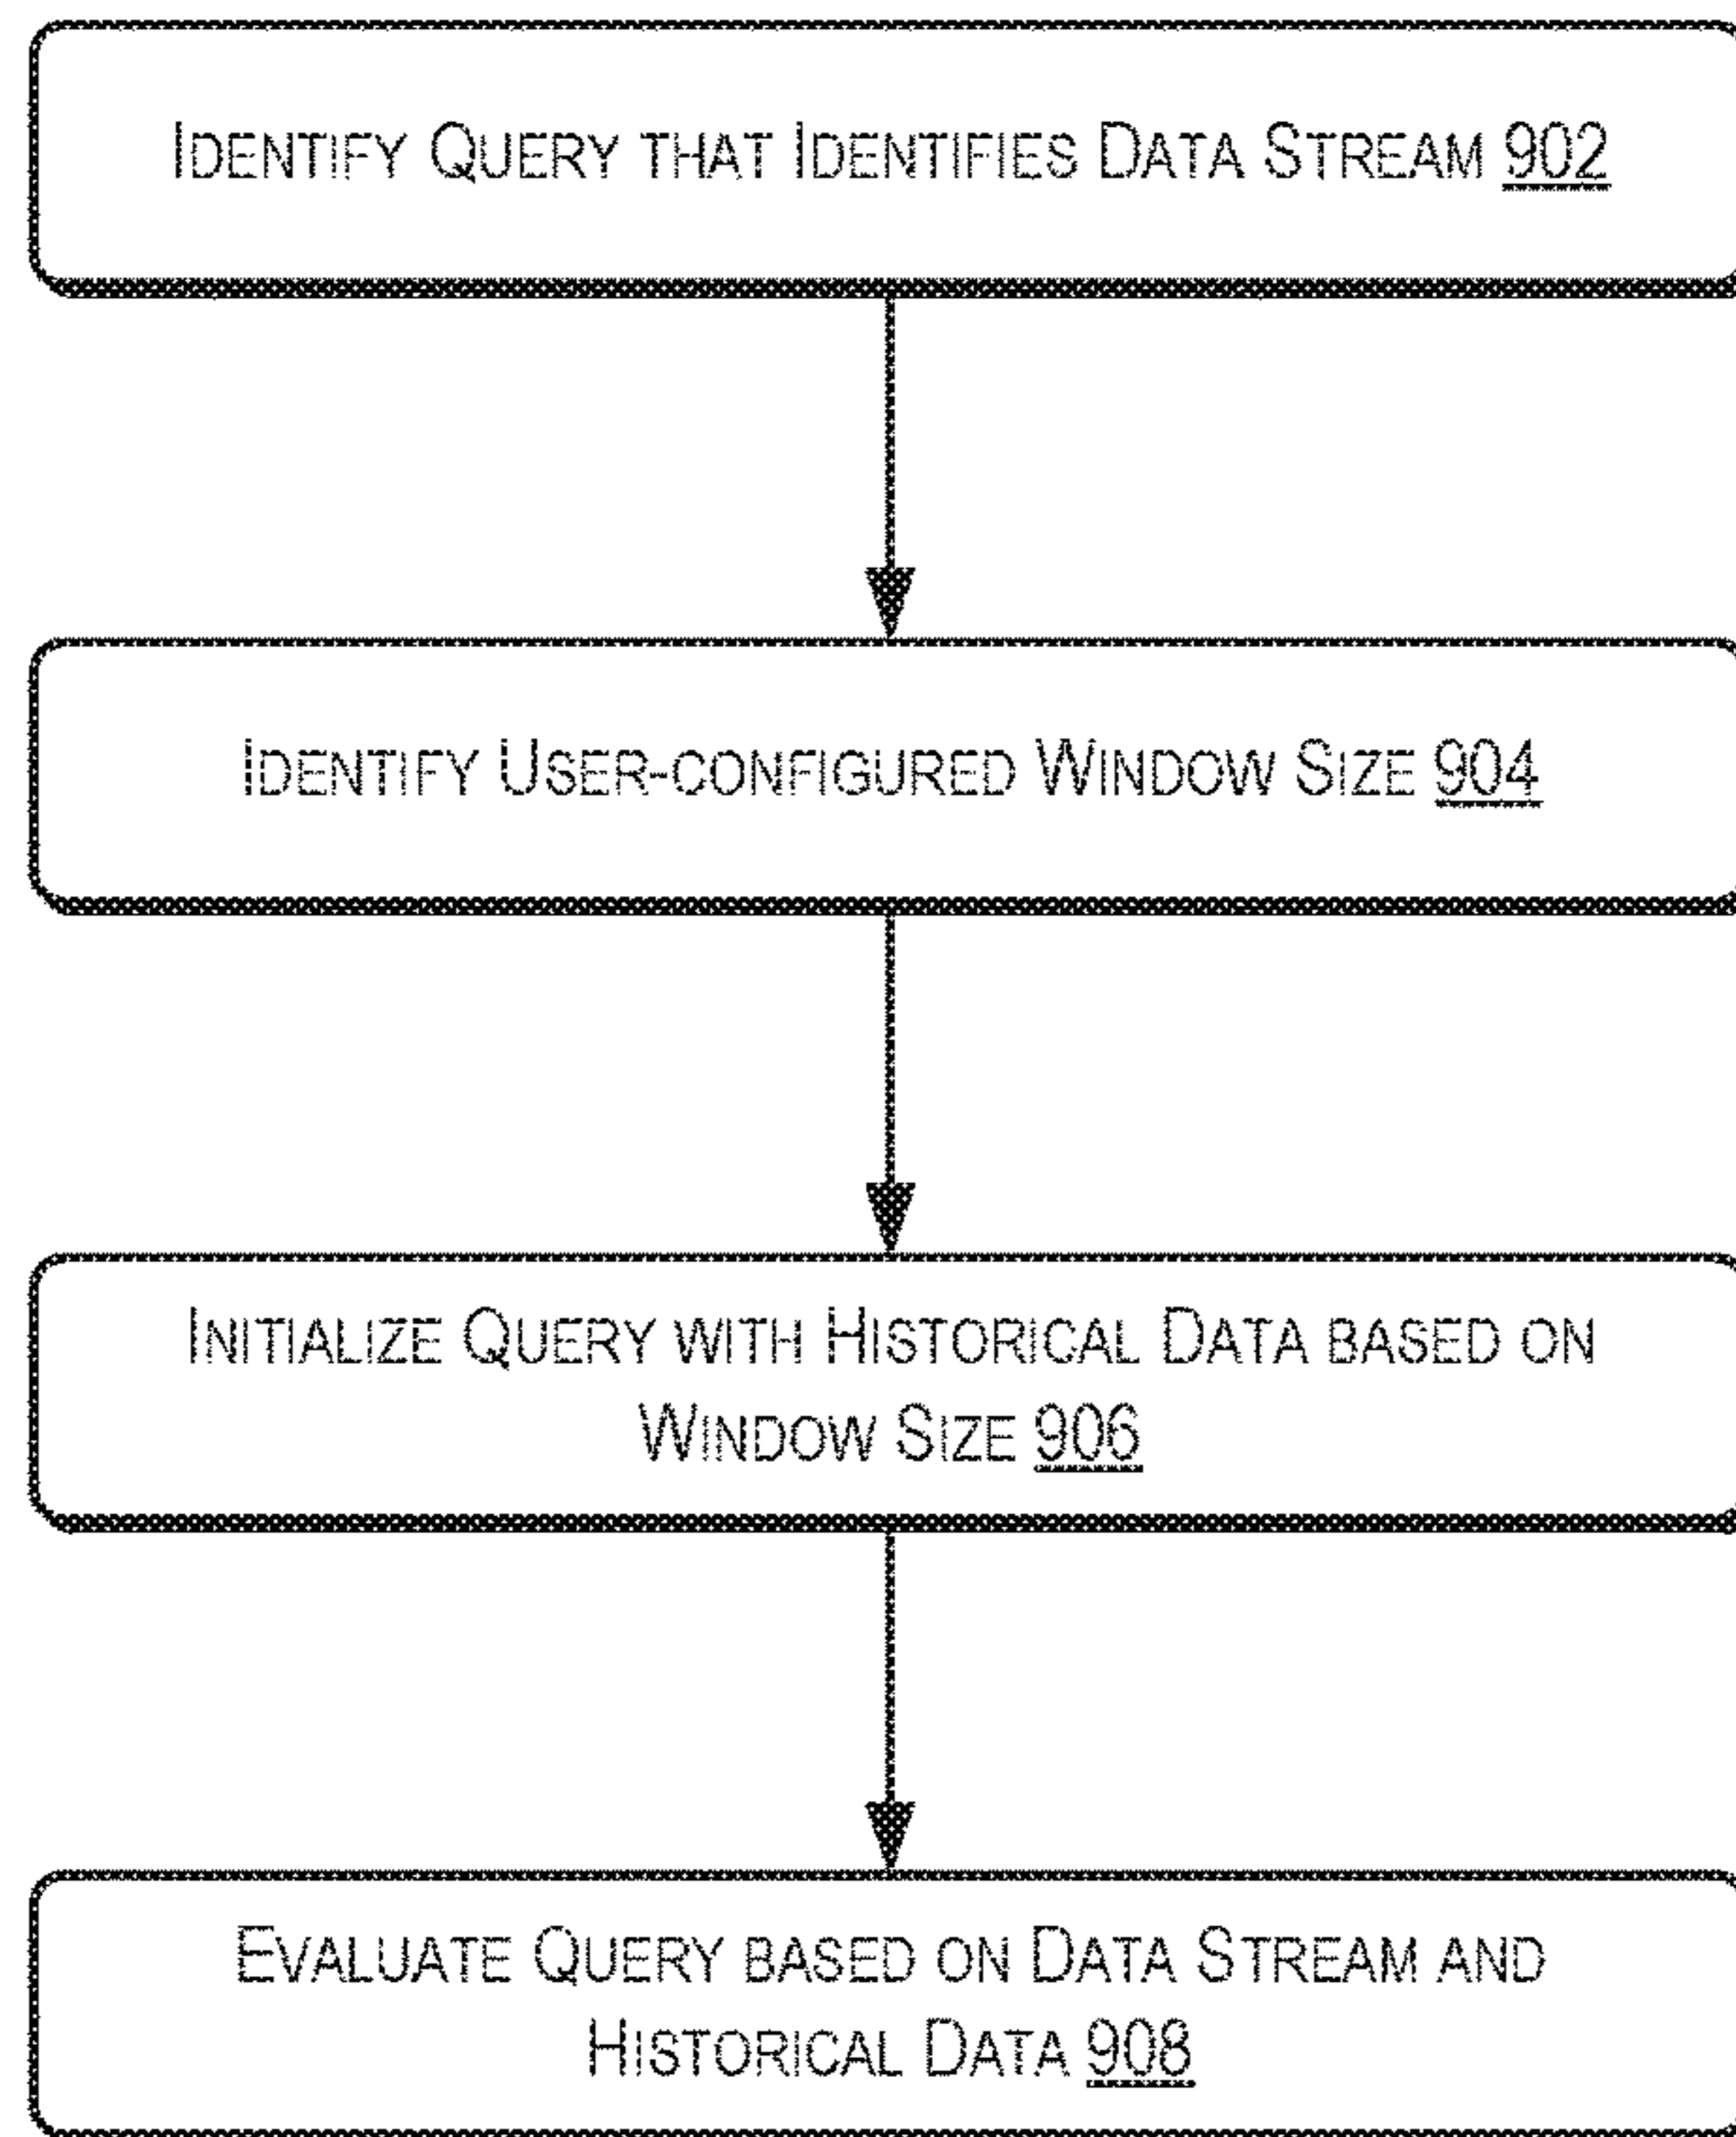 IDENTIFY QUERY THAT IDENTIFIES DATA STREAM 902
IDENTIFY USER-CONFIGURED WINDOW SIZE 904
INITIALIZE QUERY WITH HISTORICAL DATA BASED ON
WINDOW SIZE 906
EVALUATE QUERY BASED ON DATA STREAM AND
HISTORICAL DATA 908